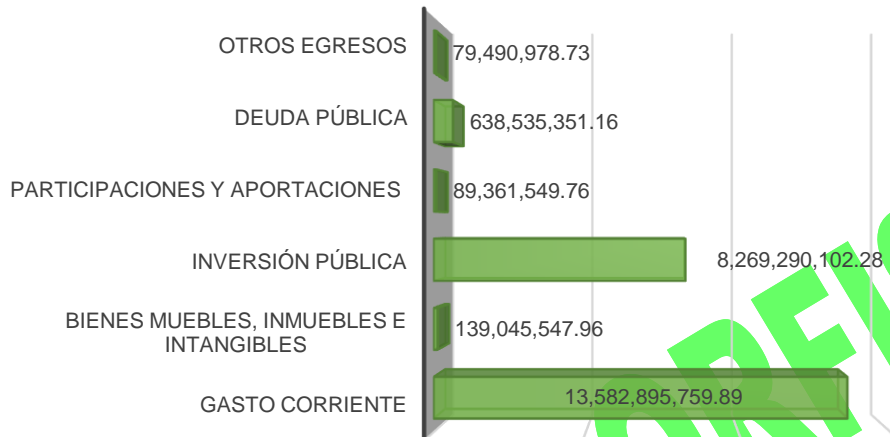 OTROS EGRESOS 79,490,978.73
DEUDA PÚBLICA 638,535,351.16
PARTICIPACIONES Y APORTACIONES 89,361,549.76
INVERSIÓN PÚBLICA 8,269,290,102.28
BIENES MUEBLES, INMUEBLES E
INTANGIBLES 139,045,547.96
GASTO CORRIENTE 13,582,895,759.89